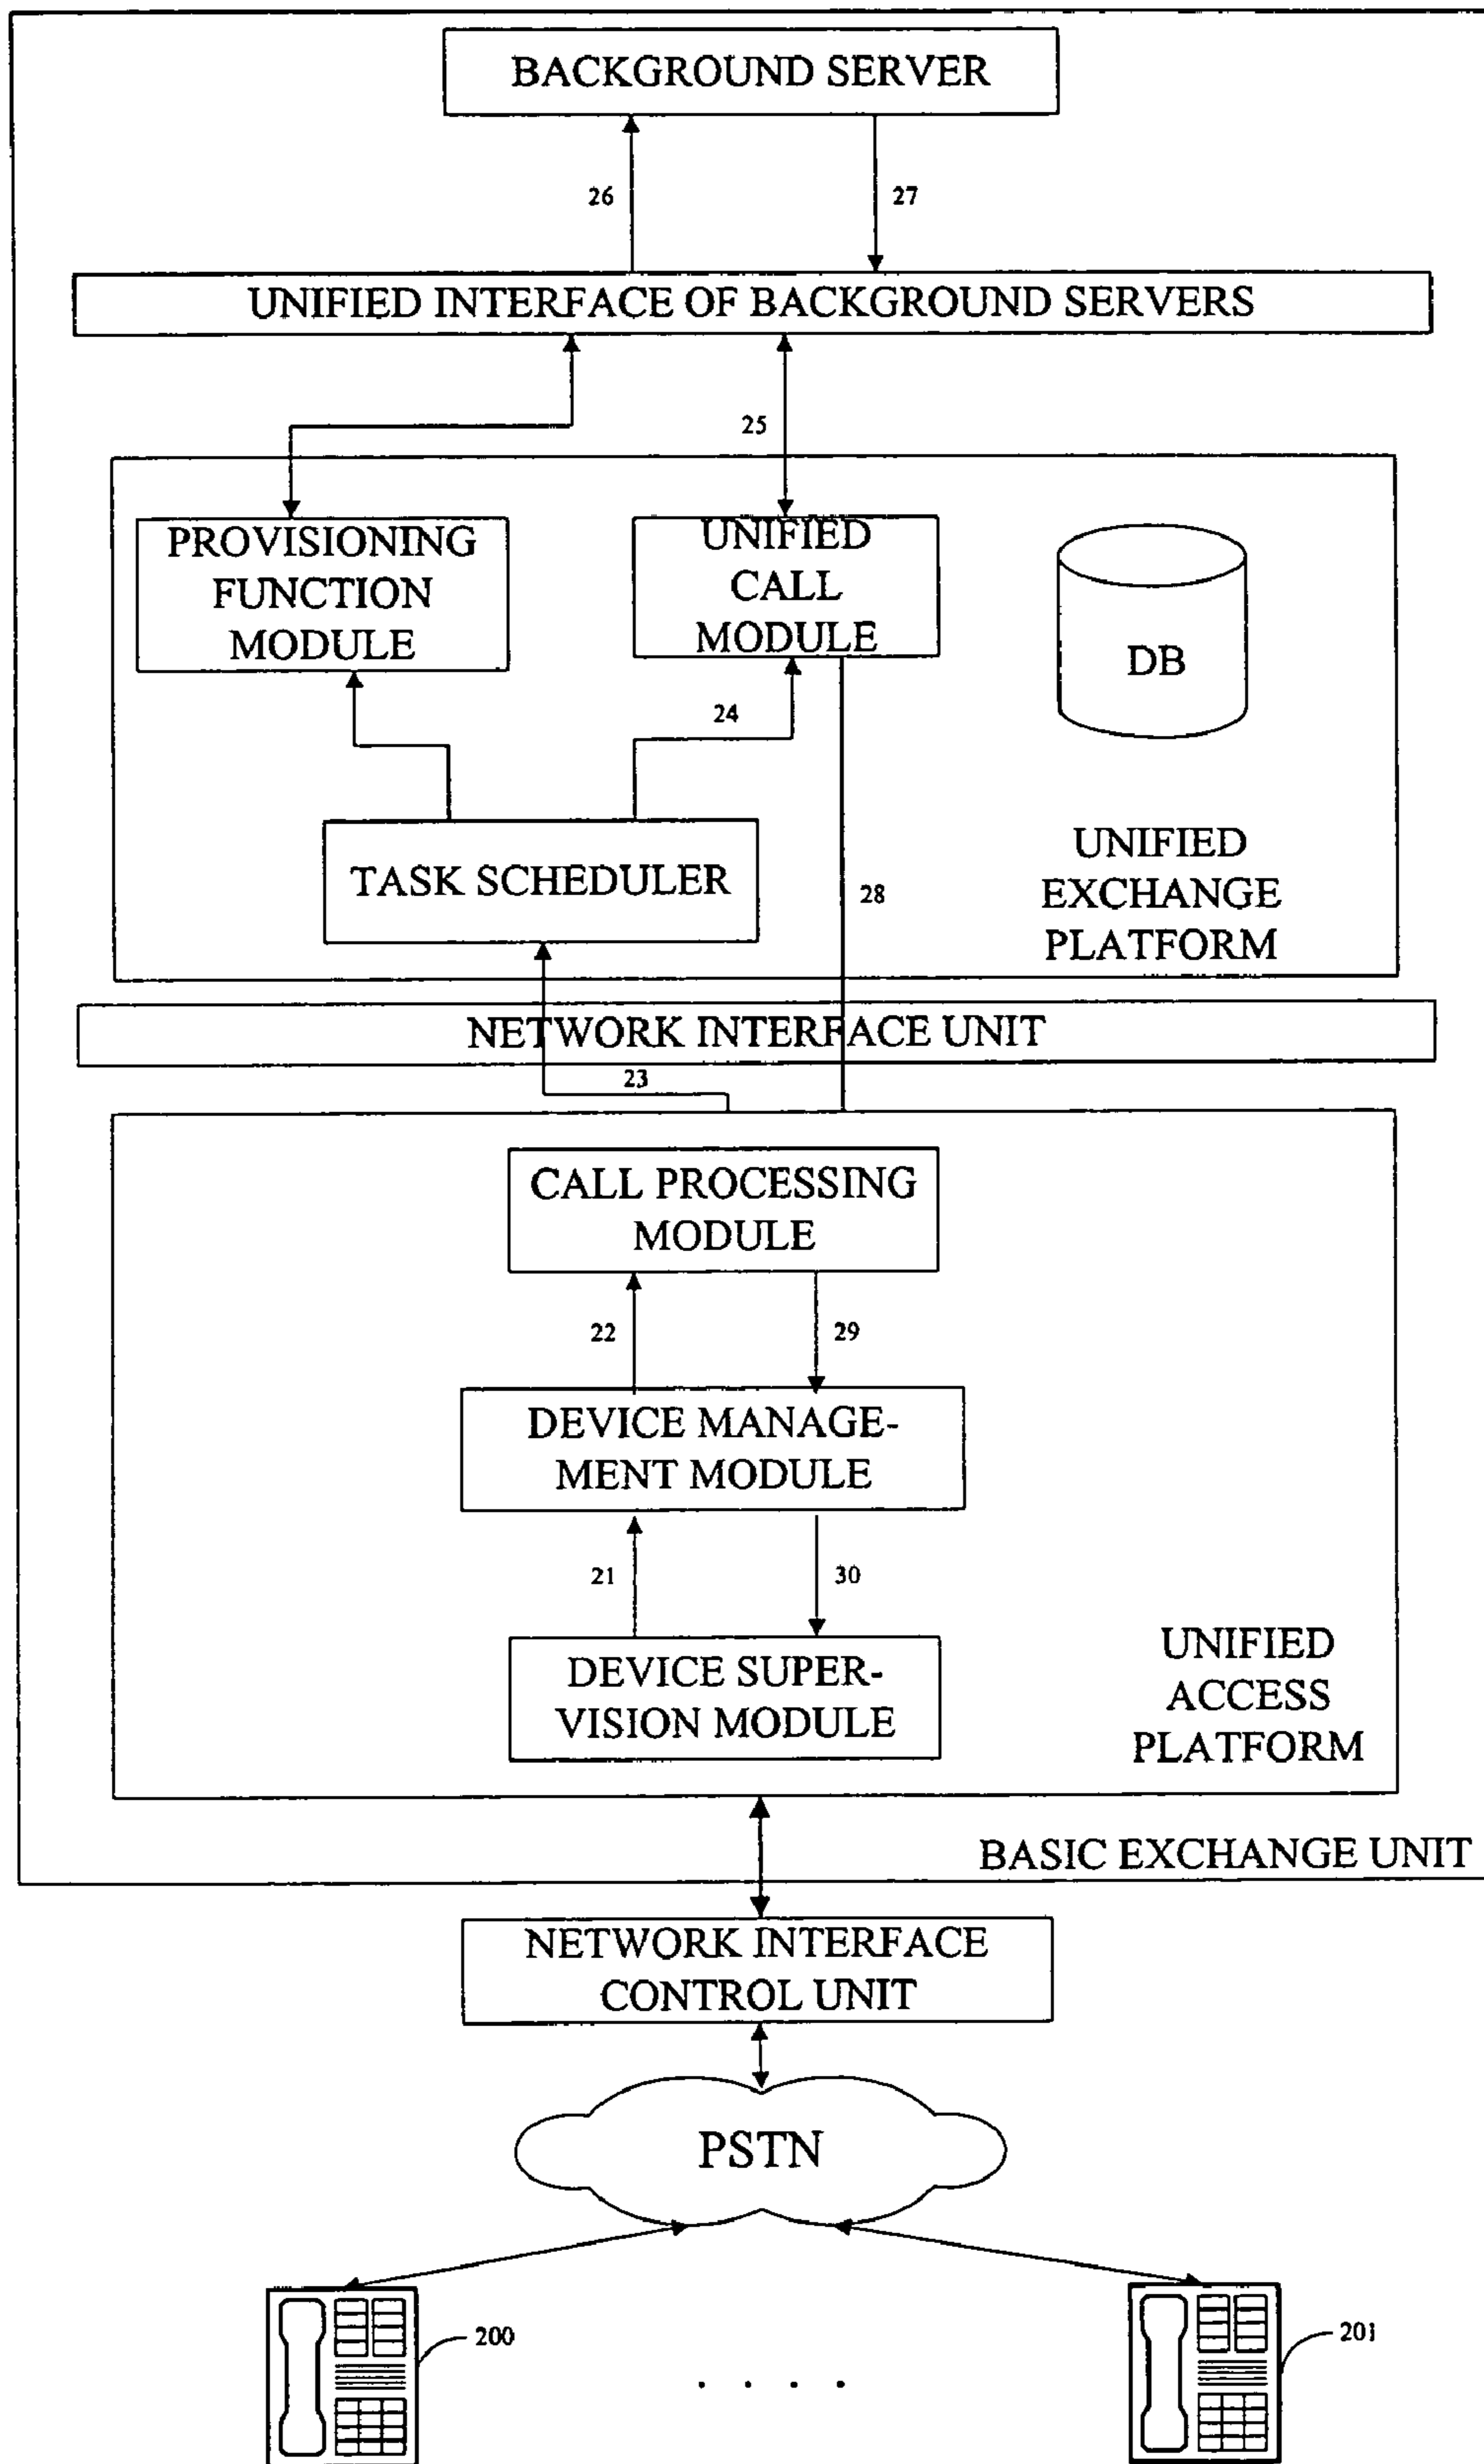 BACKGROUND SERVER
26
27
UNIFIED INTERFACE OF BACKGROUND SERVERS
25
PROVISIONING
FUNCTION
MODULE
UNIFIED
CALL
MODULE
DB
24
TASK SCHEDULER
28
UNIFIED
EXCHANGE
PLATFORM
NETWORK INTERFACE UNIT
23
CALL PROCESSING
MODULE
22
29
DEVICE MANAGE-
MENT MODULE
21
30
DEVICE SUPER-
VISION MODULE
UNIFIED
ACCESS
PLATFORM
BASIC EXCHANGE UNIT
NETWORK INTERFACE
CONTROL UNIT
PSTN
200
201